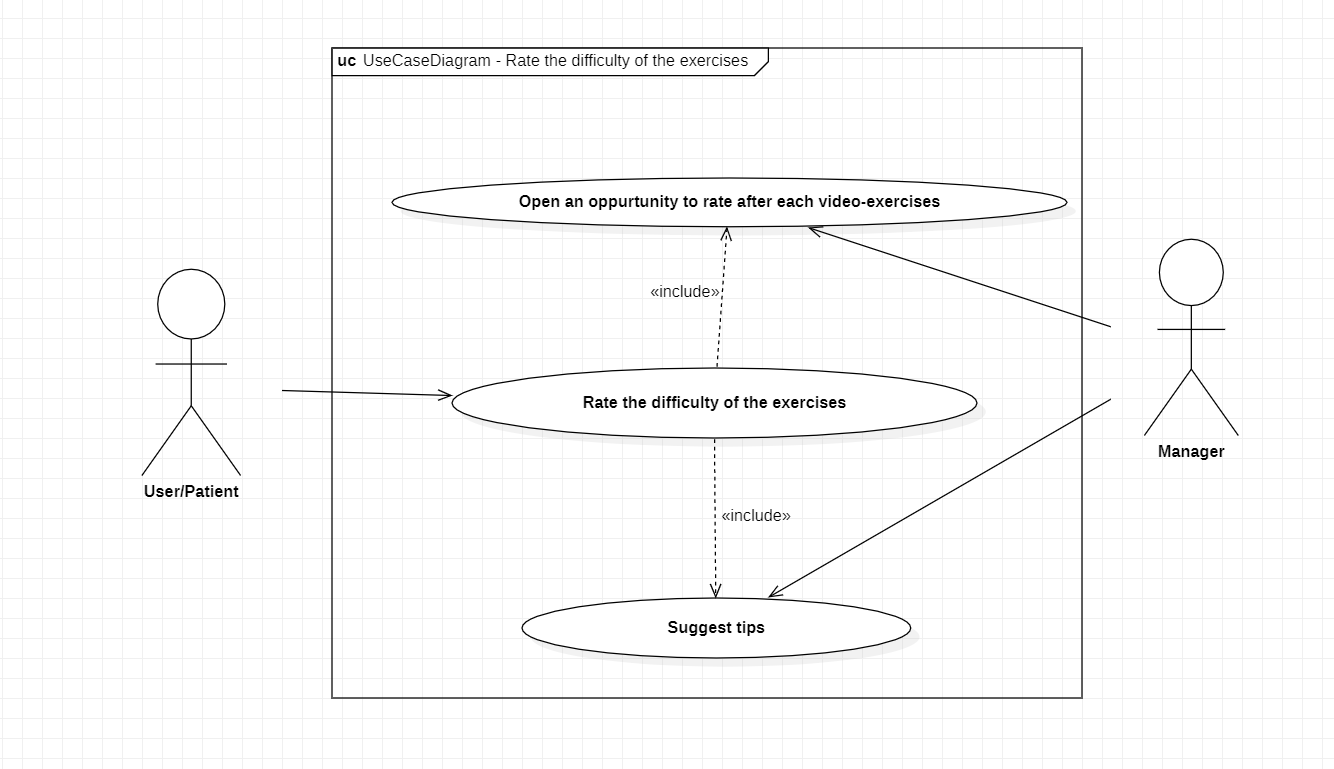 uc UseCaseDiagram - Rate the difficulty of the exercises
Open an oppurtunity to rate after each video-exercises
«include»
Rate the difficulty of the exercises
Manager
User/Patient
«include»
Suggest tips